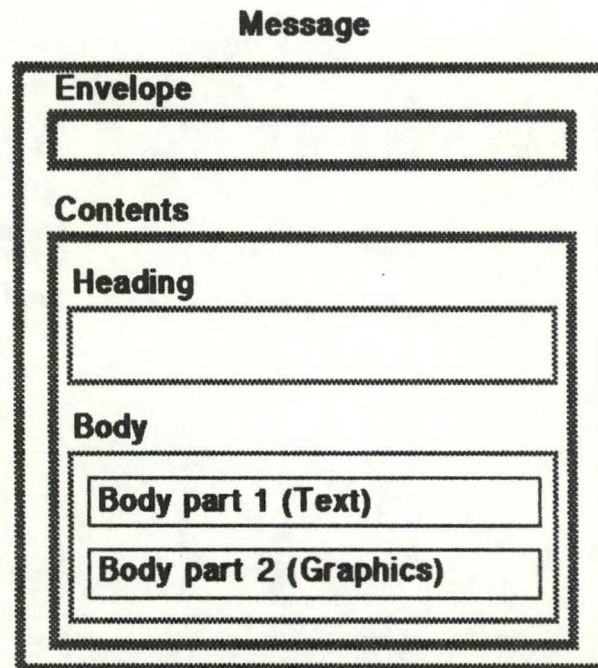 Message
Envelope
Contents
Heading
Body
Body part 1 (Text)
Body part 2 (Graphics)